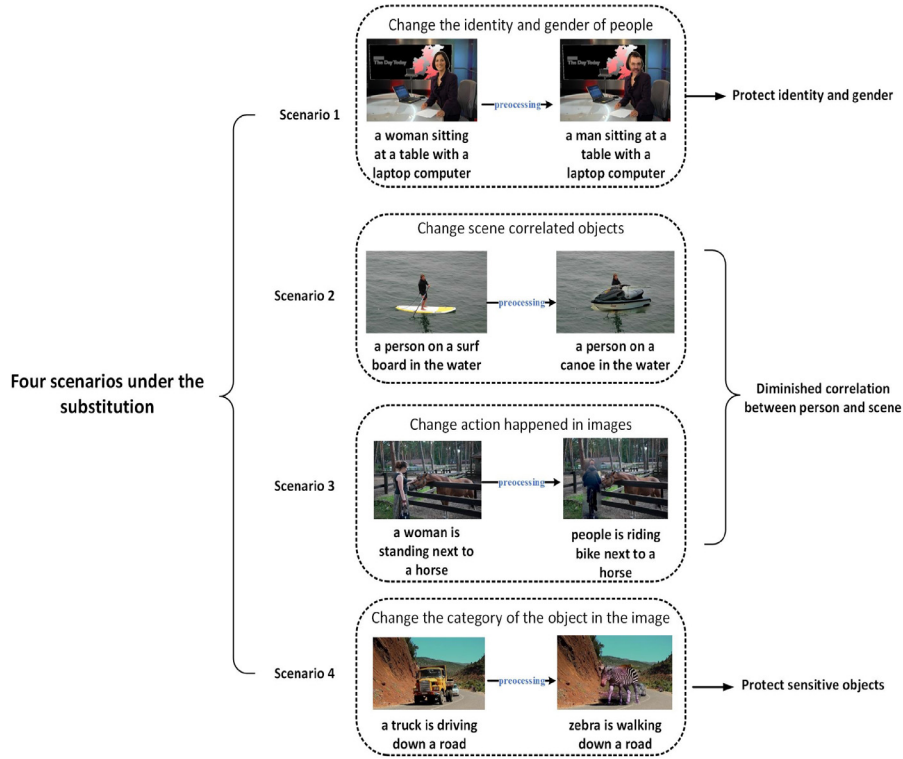 Change the identity and gender of people
The Day Today
preocessing
Scenario 1
a woman sitting
at a table with a
laptop computer
a man sitting at a
table with a
laptop computer
Protect identity and gender
Change scene correlated objects
preocessing
Scenario 2
a person on a surf
board in the water
a person on a
canoe in the water
Four scenarios under the
substitution
Diminished correlation
between person and scene
Change action happened in images
preocessing
Scenario 3
a woman is
standing next to
a horse
people is riding
bike next to a
horse
Change the category of the object in the image
preocessing
Scenario 4
a truck is driving
down a road
zebra is walking
down a road
Protect sensitive objects